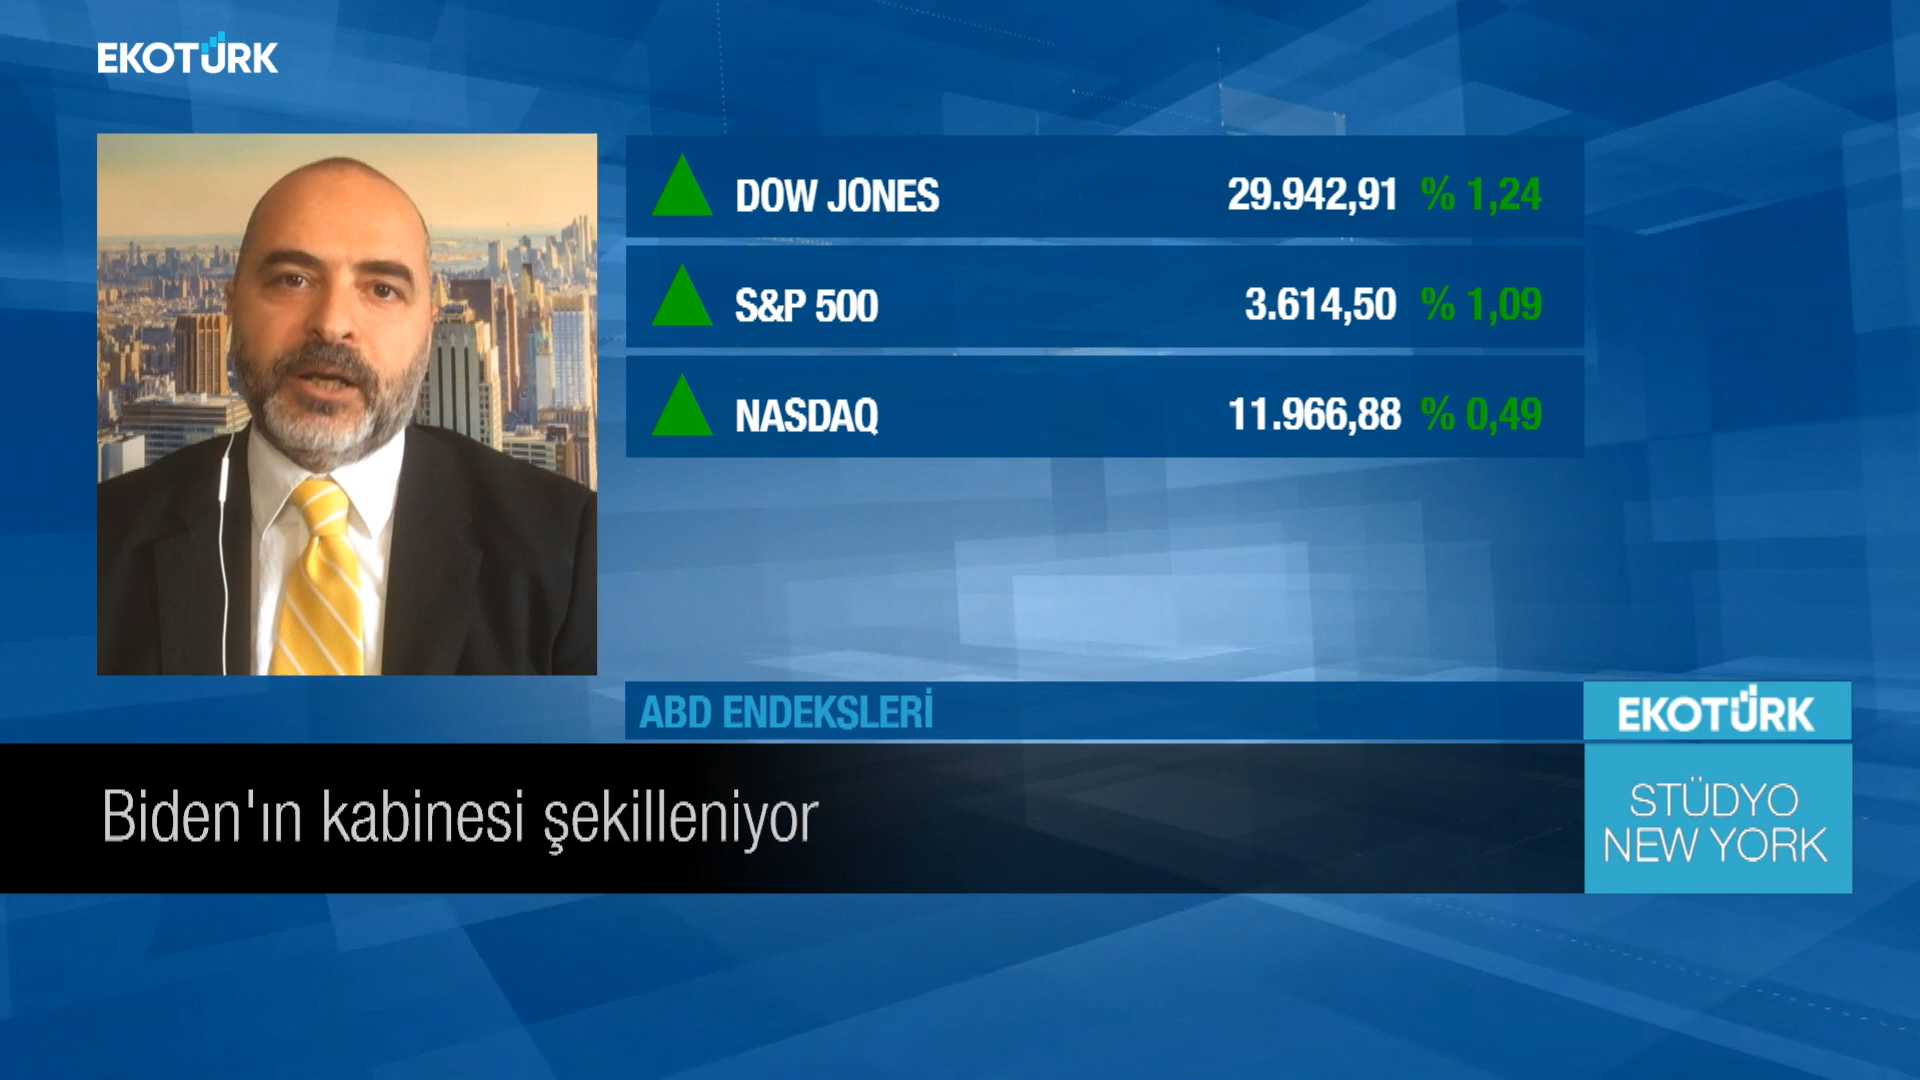 EKOTÜRK
DOW JONES 29.942,91 % 1,24
S&P 500 3.614,50 % 1,09
NASDAQ 11.966,88 % 0,49
ABD ENDEKSLERİ
EKOTÜRK
Biden'ın kabinesi şekilleniyor
STÜDYO
NEW YORK